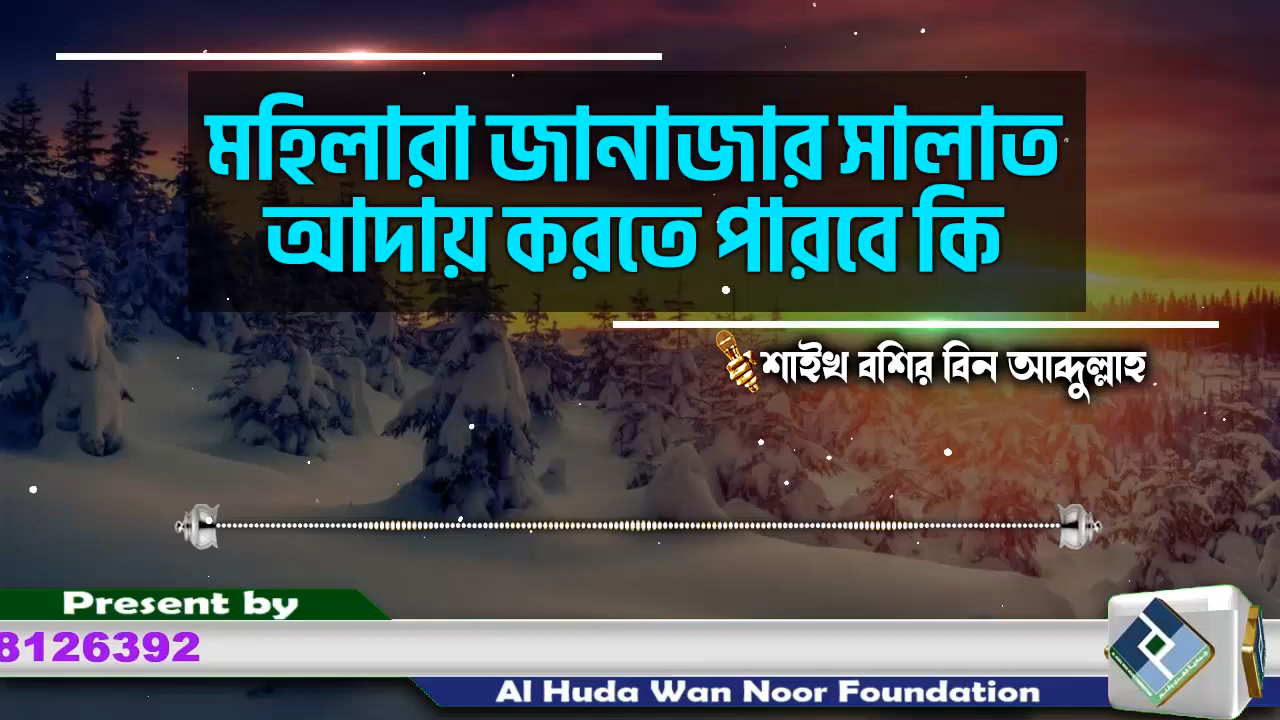 মহিলারা জানাজার সালাত
আদায় করতে পারবে কি
শাইখ বশির বিন আব্দুল্লাহ
Present by
8126392
Al Huda Wan Noor Foundation